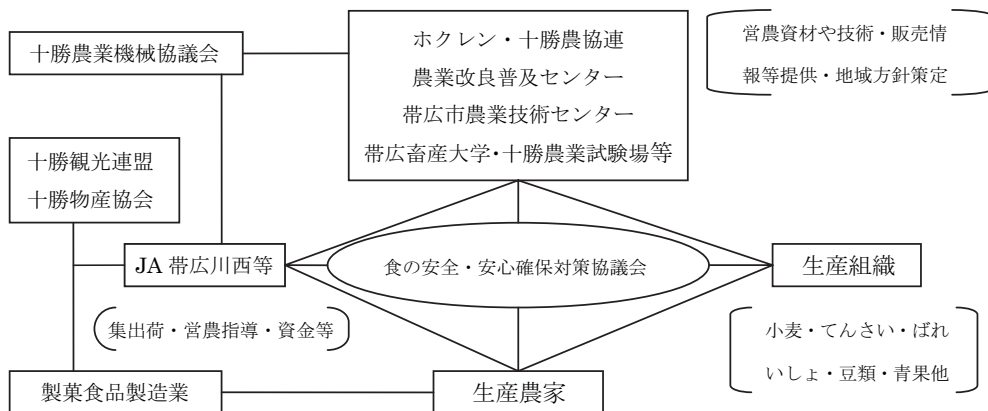 十勝農業機械協議会
ホクレン・十勝農協連
農業改良普及センター
帯広市農業技術センター
帯広畜産大学・十勝農業試験場等
営農資材や技術・販売情
報等提供・地域方針策定
十勝観光連盟
十勝物産協会
JA 帯広川西等
食の安全・安心確保対策協議会
生産組織
集出荷・営農指導・資金等
小麦・てんさい・ばれ
いしょ・豆類・青果他
製菓食品製造業
生産農家